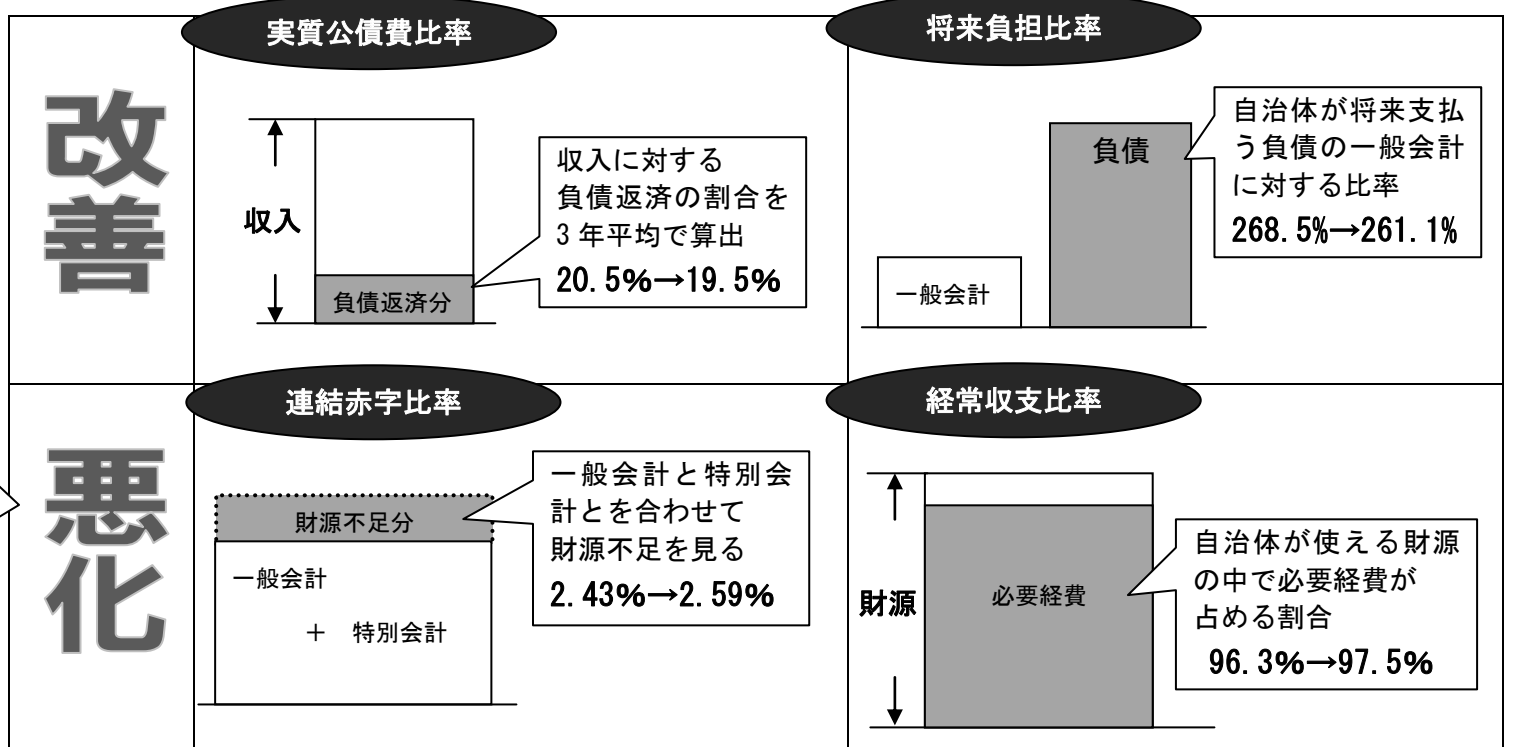 改善
実質公債費比率
収入
負債返済分
収入に対する
負債返済の割合を
3年平均で算出
20.5%→19.5%
将来負担比率
一般会計
負債
自治体が将来支払
う負債の一般会計
に対する比率
268.5%→261.1%
悪化
連結赤字比率
財源不足分
一般会計
+ 特別会計
一般会計と特別会
計とを合わせて
財源不足を見る
2.43%→2.59%
経常収支比率
財源
必要経費
自治体が使える財源
の中で必要経費が
占める割合
96.3%→97.5%